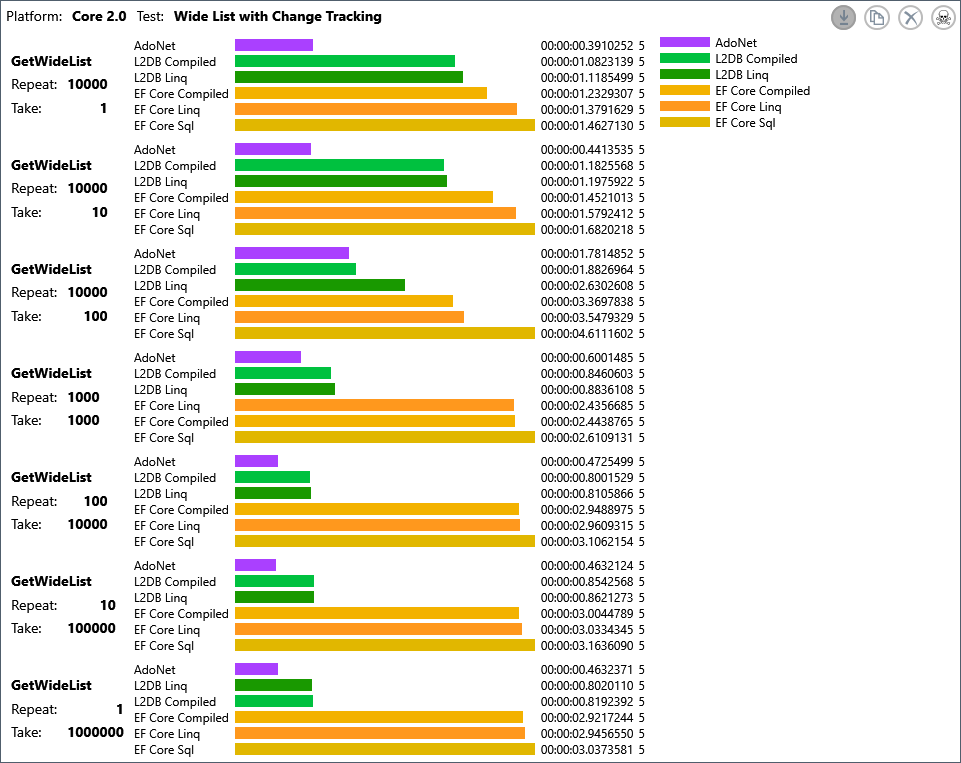 Platform: Core 2.0 Test: Wide List with Change Tracking
GetWideList
Repeat: 10000
Take: 1
AdoNet 00:00:00.3910252 5
L2DB Compiled 00:00:01.0823139 5
L2DB Linq 00:00:01.1185499 5
EF Core Compiled 00:00:01.2329307 5
EF Core Linq 00:00:01.3791629 5
EF Core Sql 00:00:01.4627130 5
AdoNet
L2DB Compiled
L2DB Linq
EF Core Compiled
EF Core Linq
EF Core Sql
GetWideList
Repeat: 10000
Take: 10
AdoNet 00:00:00.4413535 5
L2DB Compiled 00:00:01.1825568 5
L2DB Linq 00:00:01.1975922 5
EF Core Compiled 00:00:01.4521013 5
EF Core Linq 00:00:01.5792412 5
EF Core Sql 00:00:01.6820218 5
GetWideList
Repeat: 10000
Take: 100
AdoNet 00:00:01.7814852 5
L2DB Compiled 00:00:01.8826964 5
L2DB Linq 00:00:02.6302608 5
EF Core Compiled 00:00:03.3697838 5
EF Core Linq 00:00:03.5479329 5
EF Core Sql 00:00:04.6111602 5
GetWideList
Repeat: 1000
Take: 1000
AdoNet 00:00:00.6001485 5
L2DB Compiled 00:00:00.8460603 5
L2DB Linq 00:00:00.8836108 5
EF Core Linq 00:00:02.4356685 5
EF Core Compiled 00:00:02.4438765 5
EF Core Sql 00:00:02.6109131 5
GetWideList
Repeat: 100
Take: 10000
AdoNet 00:00:00.4725499 5
L2DB Compiled 00:00:00.8001529 5
L2DB Linq 00:00:00.8105866 5
EF Core Compiled 00:00:02.9488975 5
EF Core Linq 00:00:02.9609315 5
EF Core Sql 00:00:03.1062154 5
GetWideList
Repeat: 10
Take: 100000
AdoNet 00:00:00.4632124 5
L2DB Compiled 00:00:00.8542568 5
L2DB Linq 00:00:00.8621273 5
EF Core Compiled 00:00:03.0044789 5
EF Core Linq 00:00:03.0334345 5
EF Core Sql 00:00:03.1636090 5
GetWideList
Repeat: 1
Take: 1000000
AdoNet 00:00:00.4632371 5
L2DB Linq 00:00:00.8020110 5
L2DB Compiled 00:00:00.8192392 5
EF Core Compiled 00:00:02.9217244 5
EF Core Linq 00:00:02.9456550 5
EF Core Sql 00:00:03.0373581 5